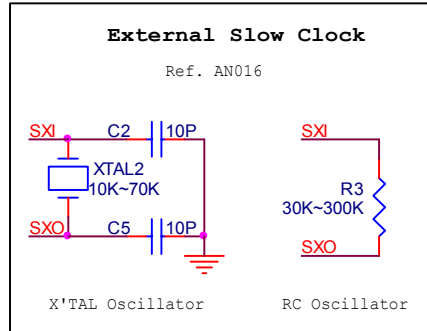 External Slow Clock
Ref. AN016
SXI C2 10P SXI
XTAL2
10K~70K
R3
30K~300K
SXO C5 10P SXO
X'TAL Oscillator RC Oscillator